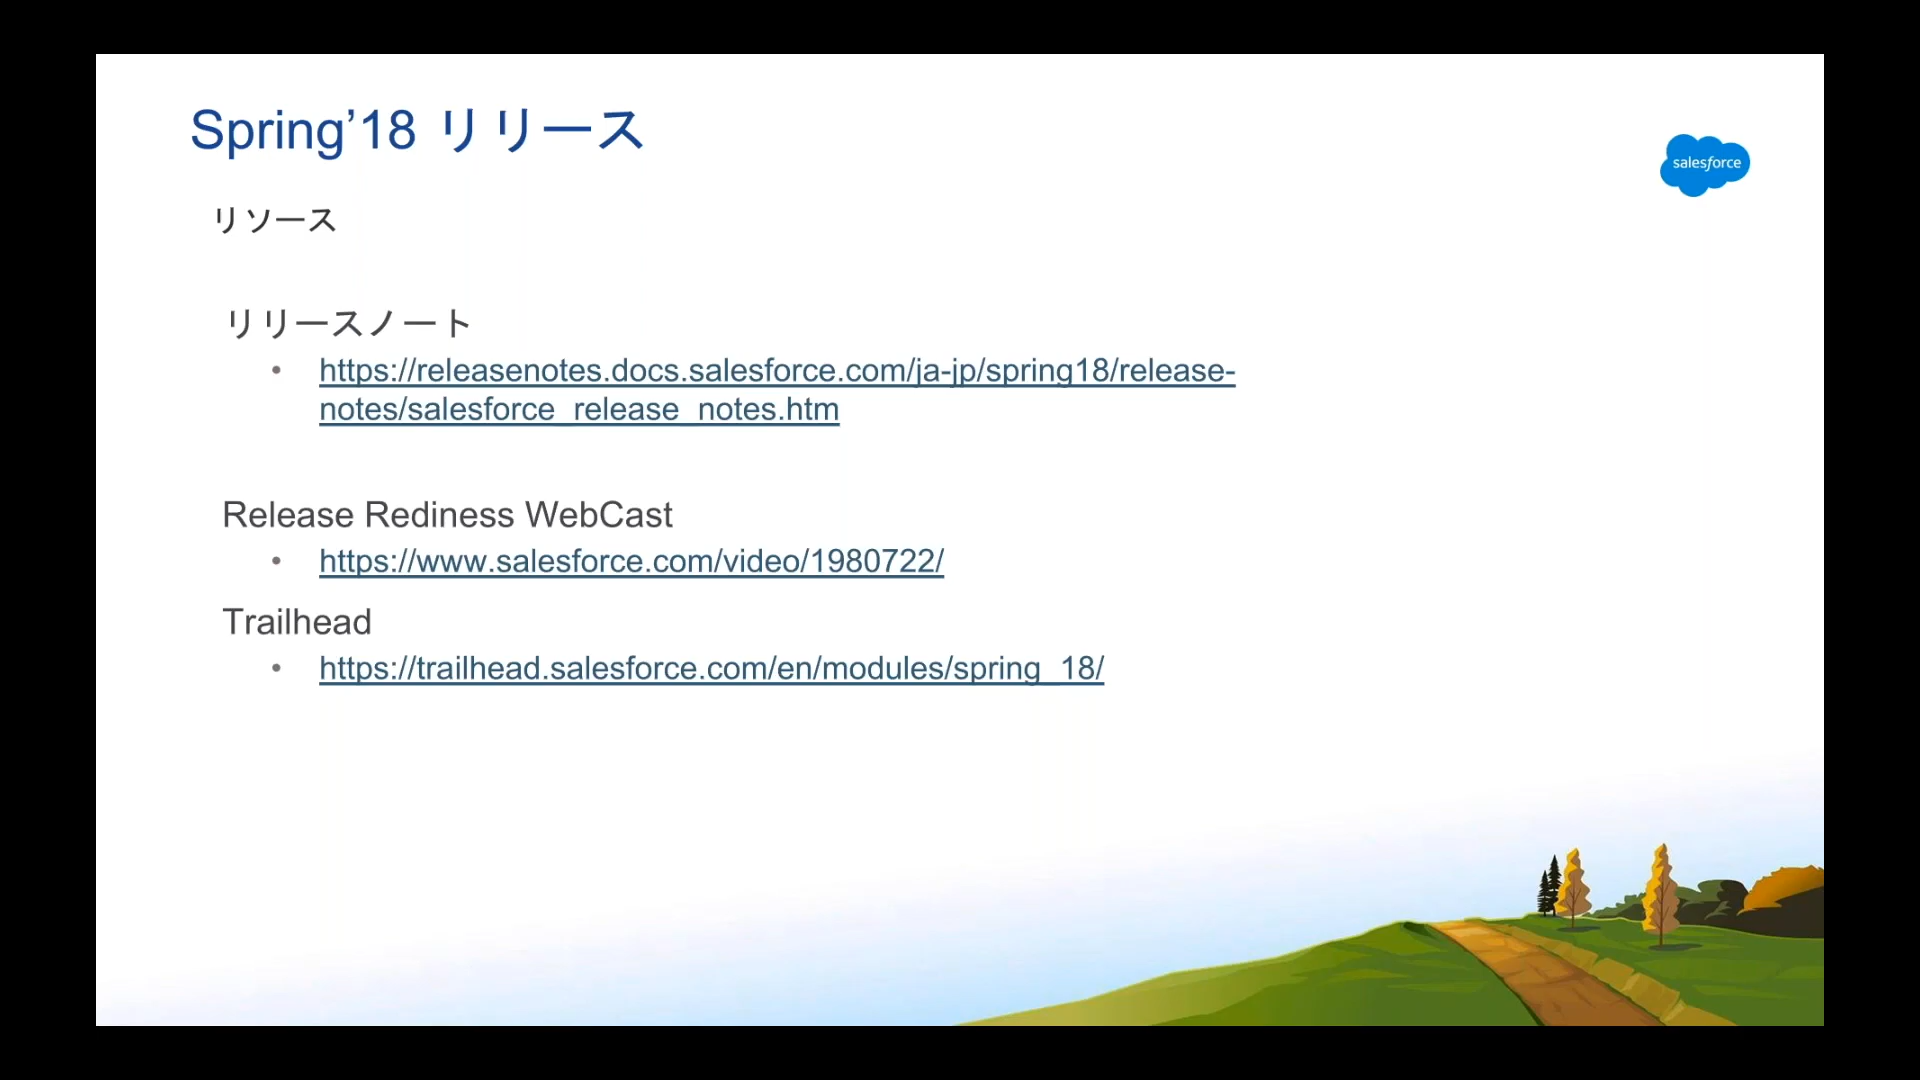 Spring’18 リリース
salesforce
リソース
リリースノート
• https://releasenotes.docs.salesforce.com/ja-jp/spring18/release-
notes/salesforce_release_notes.htm
Release Rediness WebCast
• https://www.salesforce.com/video/1980722/
Trailhead
• https://trailhead.salesforce.com/en/modules/spring_18/